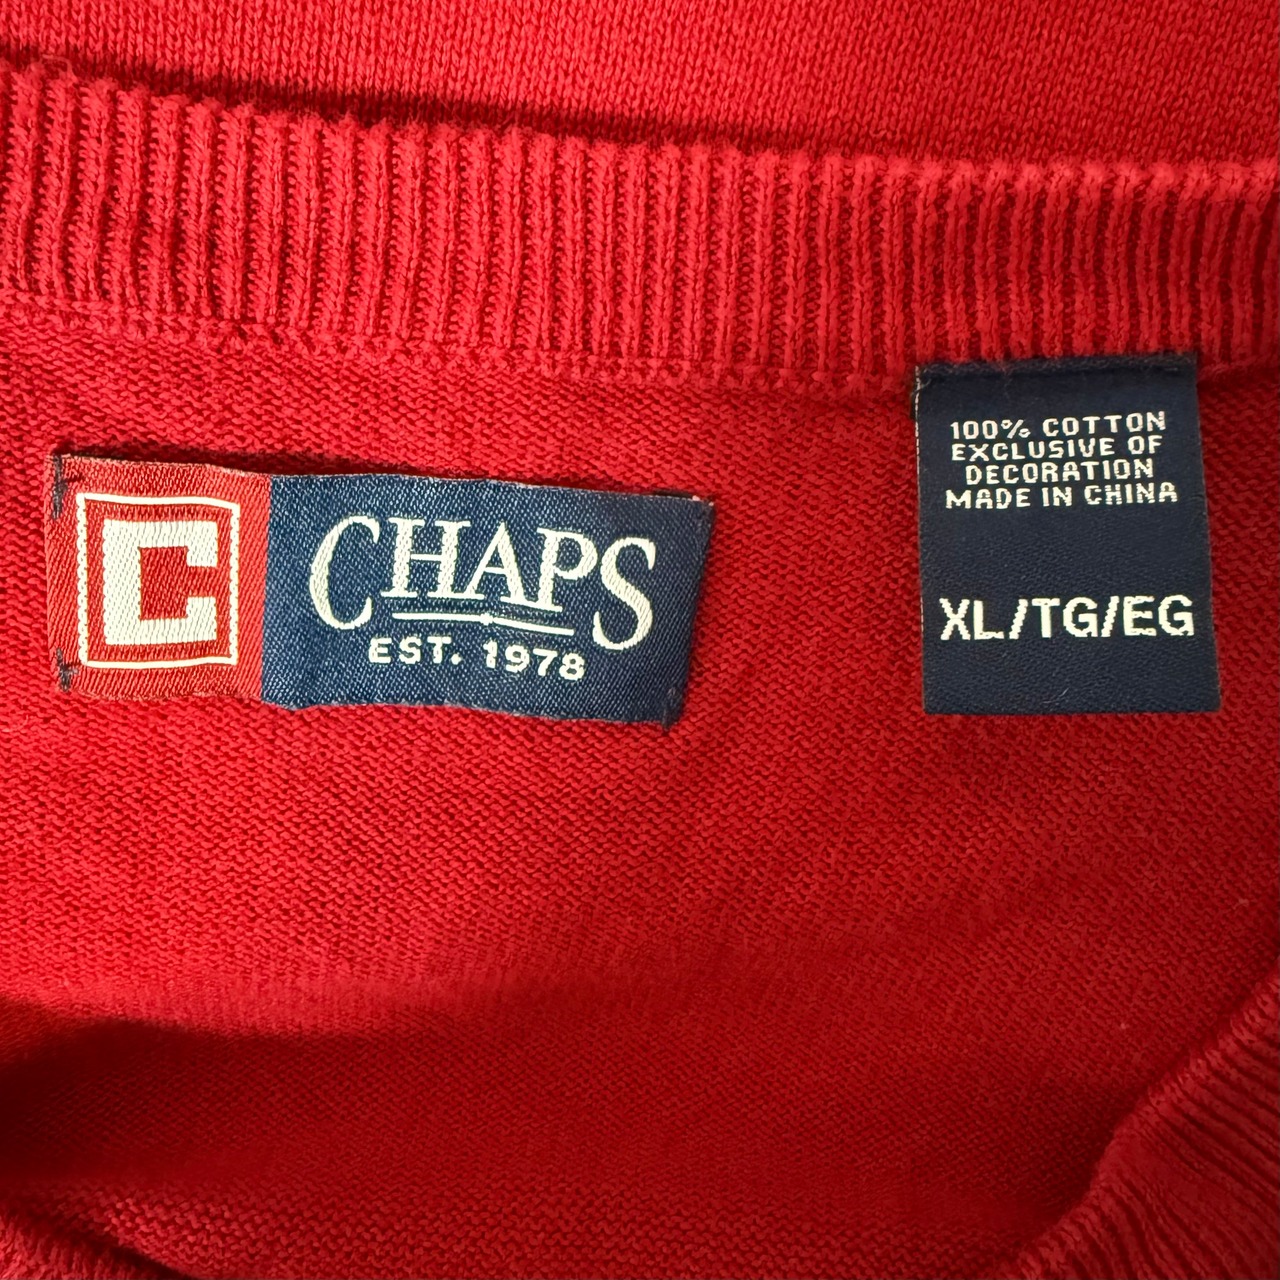 C
CHAPS
EST. 1978
100% COTTON
EXCLUSIVE OF
DECORATION
MADE IN CHINA
XL/TG/EG